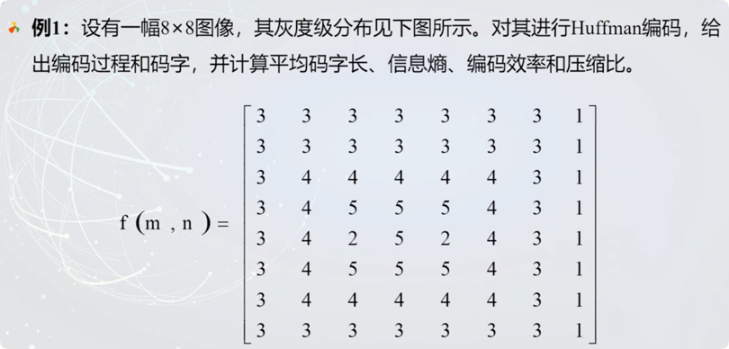 例1：设有一幅8×8图像，其灰度级分布见下图所示。对其进行Huffman编码，给
出编码过程和码字，并计算平均码字长、信息熵、编码效率和压缩比。
3 3 3 3 3 3 3 1
3 3 3 3 3 3 3 1
3 4 4 4 4 4 3 1
3 4 5 5 5 4 3 1
f (m , n ) =
3 4 2 5 2 4 3 1
3 4 5 5 5 4 3 1
3 4 4 4 4 4 3 1
3 3 3 3 3 3 3 1